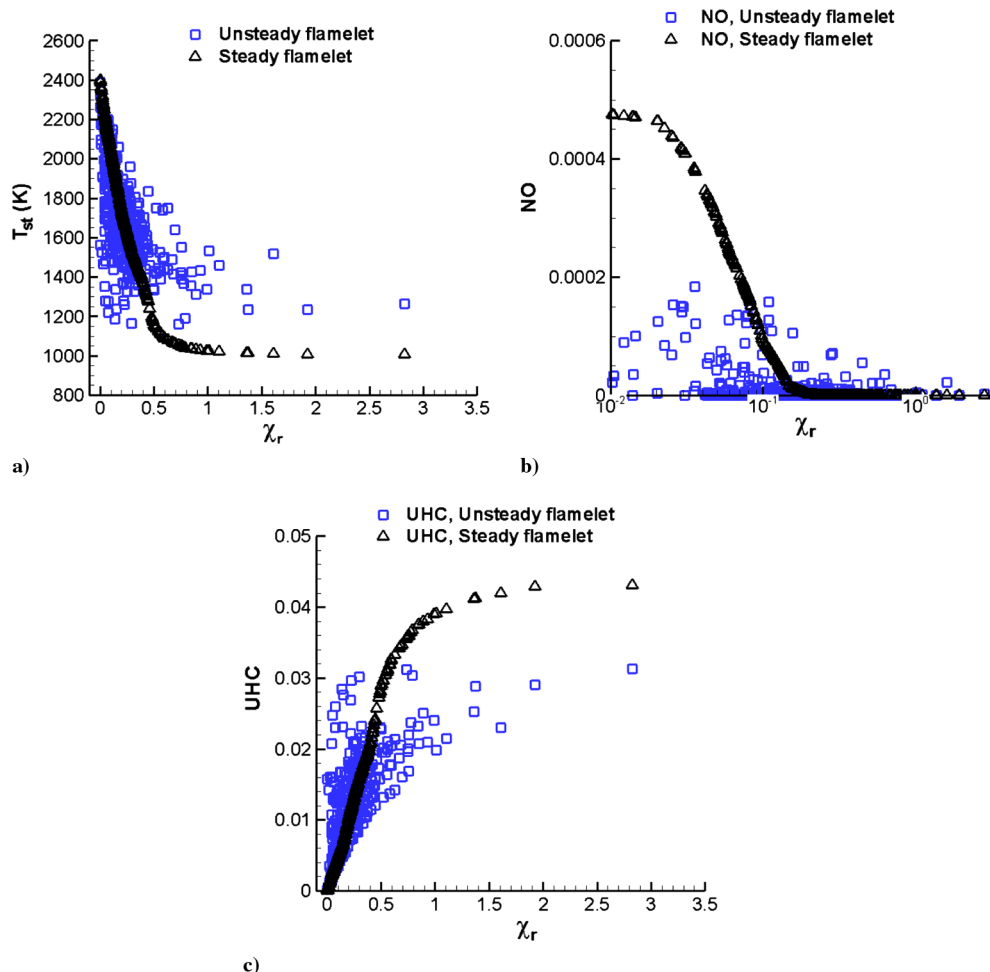 Unsteady flamelet
Steady flamelet
2600
2400
2200
2000
1800
1600
1400
1200
1000
800
T_st (K)
0 0.5 1 1.5 2 2.5 3 3.5
χ_r
a)
NO, Unsteady flamelet
NO, Steady flamelet
0.0006
0.0004
0.0002
0
NO
10^-2 10^-1 10^0
χ_r
b)
UHC, Unsteady flamelet
UHC, Steady flamelet
0.05
0.04
0.03
0.02
0.01
0
UHC
0 0.5 1 1.5 2 2.5 3 3.5
χ_r
c)